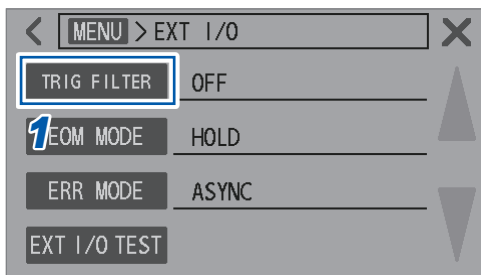 MENU > EXT I/O
TRIG FILTER OFF
1
EOM MODE HOLD
ERR MODE ASYNC
EXT I/O TEST